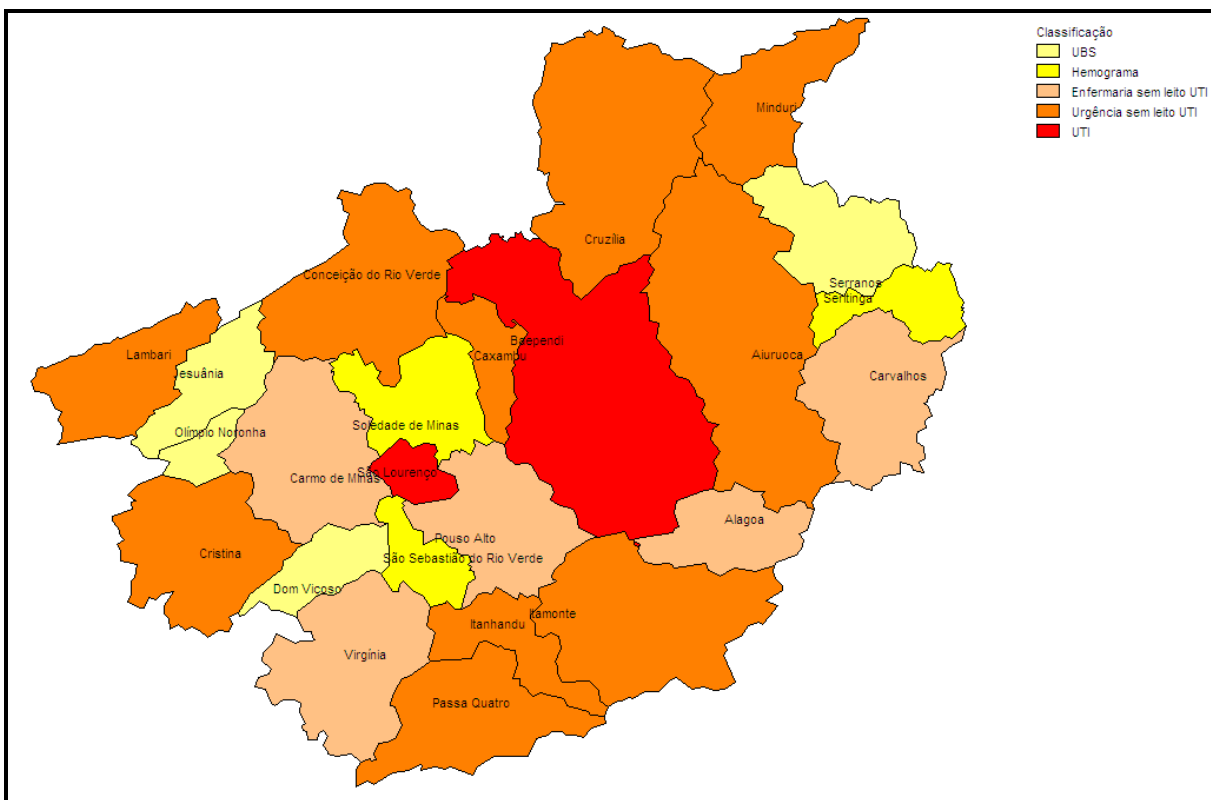 Classificação
UBS
Hemograma
Enfermaria sem leito UTI
Urgência sem leito UTI
UTI
Minduri
Cruzília
Conceição do Rio Verde
Serranos
Seritinga
Baependi
Lambari
Caxambu
Aiuruoca
Jesuânia
Carvalhos
Soledade de Minas
Olímpio Noronha
São Lourenço
Carmo de Minas
Alagoa
Pouso Alto
Cristina
São Sebastião do Rio Verde
Dom Viçoso
Itamonte
Itanhandu
Virgínia
Passa Quatro